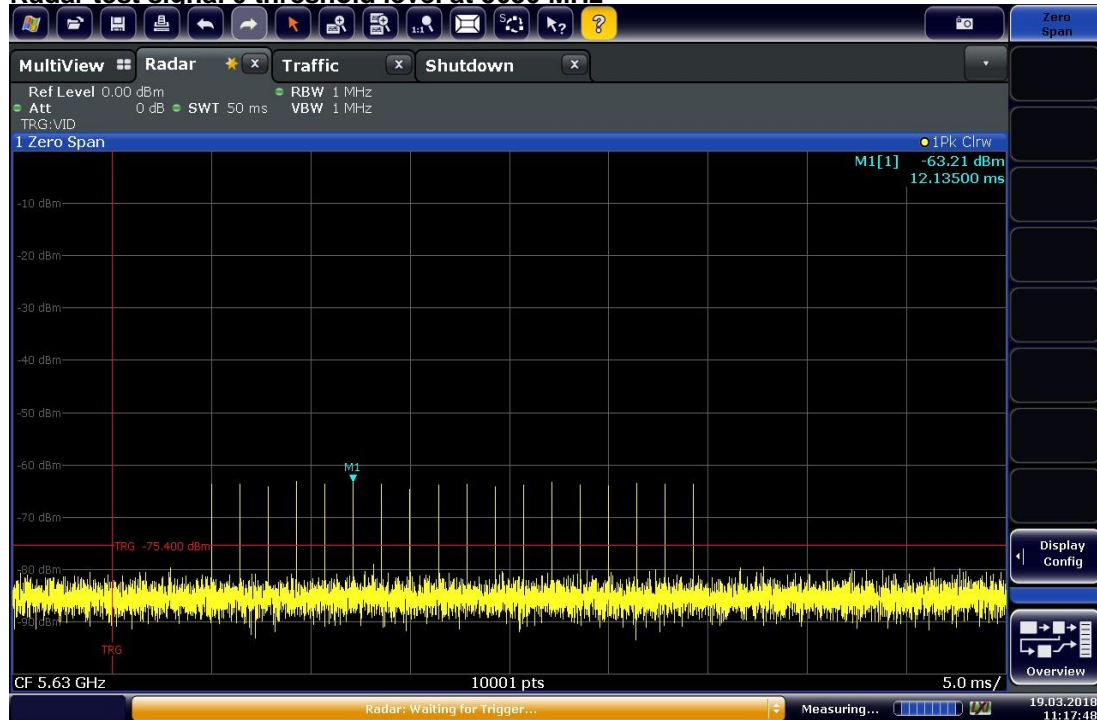 Zero
Span
MultiView Radar Traffic Shutdown
Ref Level 0.00 dBm RBW 1 MHz
Att 0 dB SWT 50 ms VBW 1 MHz
TRG:VID
1 Zero Span 1Pk Clrw
M1[1] -63.21 dBm
12.13500 ms
-10 dBm
-20 dBm
-30 dBm
-40 dBm
-50 dBm
-60 dBm
M1
-70 dBm
TRG -75.400 dBm
-80 dBm
-90 dBm
TRG
CF 5.63 GHz 10001 pts 5.0 ms/
Display
Config
Overview
Radar: Waiting for Trigger... Measuring... 19.03.2018
11:17:48